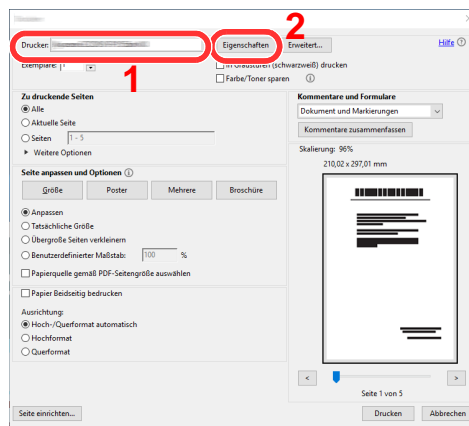 2
Drucker:
Eigenschaften
Erweitert...
Hilfe
1
Exemplare: 1
In Graustufen (schwarzweiß) drucken
Farbe/Toner sparen
Zu druckende Seiten
Alle
Aktuelle Seite
Seiten 1 - 5
Weitere Optionen
Kommentare und Formulare
Dokument und Markierungen
Kommentare zusammenfassen
Seite anpassen und Optionen
Größe Poster Mehrere Broschüre
Anpassen
Tatsächliche Größe
Übergroße Seiten verkleinern
Benutzerdefinierter Maßstab: 100 %
Papierquelle gemäß PDF-Seitengröße auswählen
Papier Beidseitig bedrucken
Ausrichtung:
Hoch-/Querformat automatisch
Hochformat
Querformat
Skalierung: 96%
210,02 x 297,01 mm
< >
Seite 1 von 5
Seite einrichten...
Drucken
Abbrechen